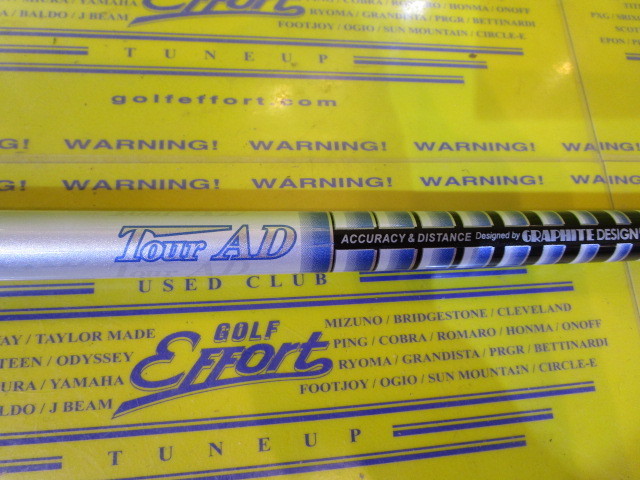 YAMAHA
/ BALDO / J BEAM
PING / COBRA / ROMARO / HONMA / ONOFF
RYOMA / GRANDISTA / PRGR / BETTINARDI
FOOTJOY / OGIO / SUN MOUNTAIN / CIRCLE-E
TUNEUP
golfeffort.com
WARNING! WARNING! WARNING! WARNING!
WARNING! WARNING! WARNING! WARNING!
Tour AD ACCURACY & DISTANCE Designed by GRAPHITE DESIGN
USED CLUB
AY / TAYLOR MADE
TEEN / ODYSSEY
URA / YAMAHA
LDO / J BEAM
GOLF
Effort
MIZUNO / BRIDGESTONE / CLEVELAND
PING / COBRA / ROMARO / HONMA / ONOFF
RYOMA / GRANDISTA / PRGR / BETTINARDI
FOOTJOY / OGIO / SUN MOUNTAIN / CIRCLE-E
TUNEUP